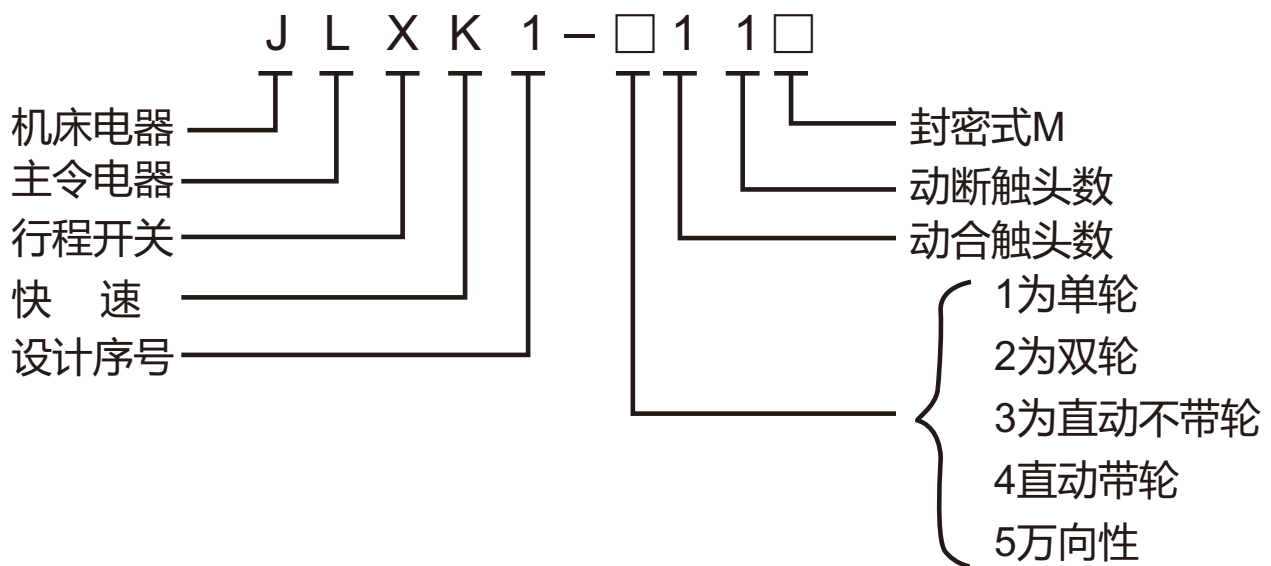 J L X K 1 – □ 1 1 □
机床电器
主令电器
行程开关
快 速
设计序号
封密式M
动断触头数
动合触头数
1为单轮
2为双轮
3为直动不带轮
4直动带轮
5万向性